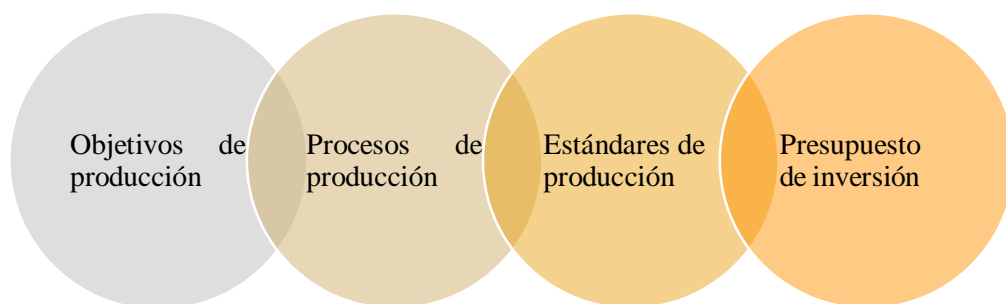 Objetivos de
producción
Procesos de
producción
Estándares de
producción
Presupuesto
de inversión